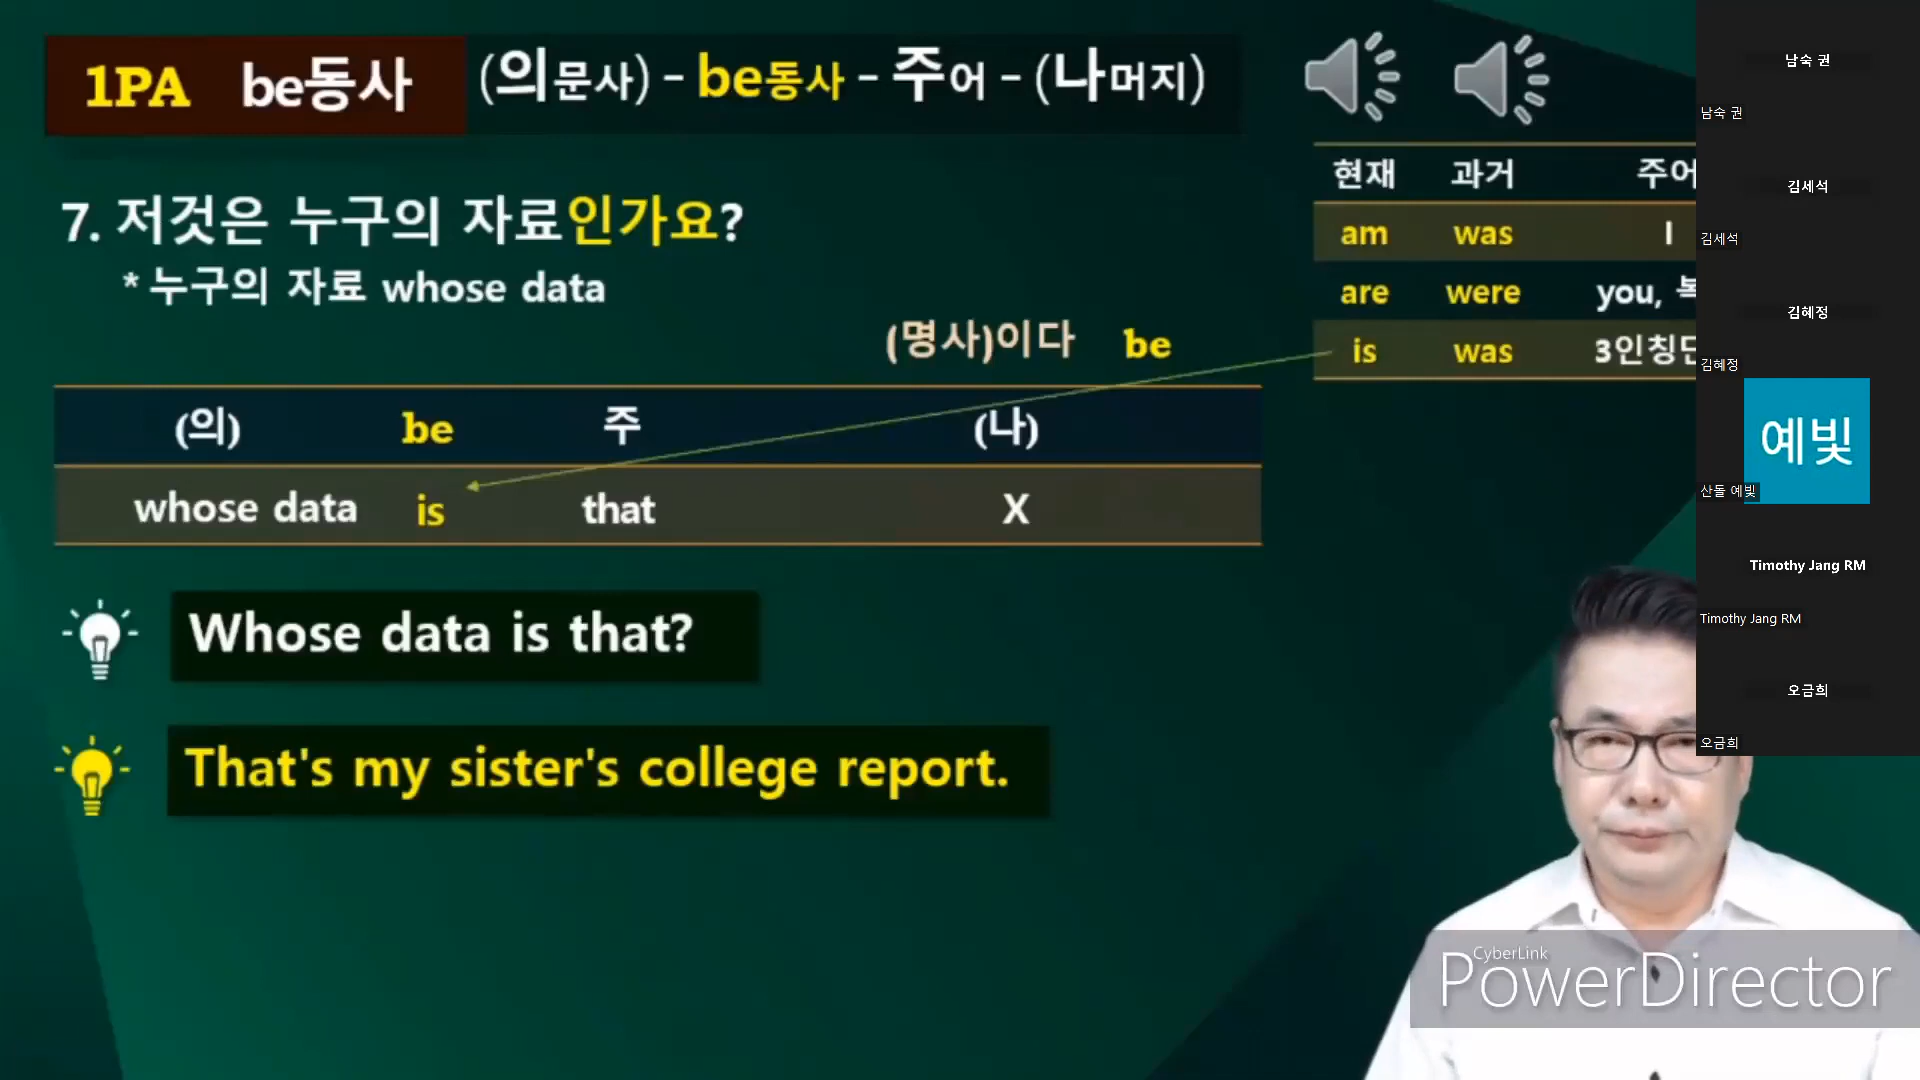 1PA be동사 (의문사) - be동사 - 주어 - (나머지)
7. 저것은 누구의 자료인가요?
* 누구의 자료 whose data
(명사)이다 be
현재 과거 주어
am was I
are were you,
is was 3인칭단
(의) be 주 (나)
whose data is that X
Whose data is that?
That's my sister's college report.
남숙 권
남숙 권
김세석
김세석
김혜정
김혜정
예빛
산돌 예빛
Timothy Jang RM
Timothy Jang RM
오금희
오금희
CyberLink
PowerDirector